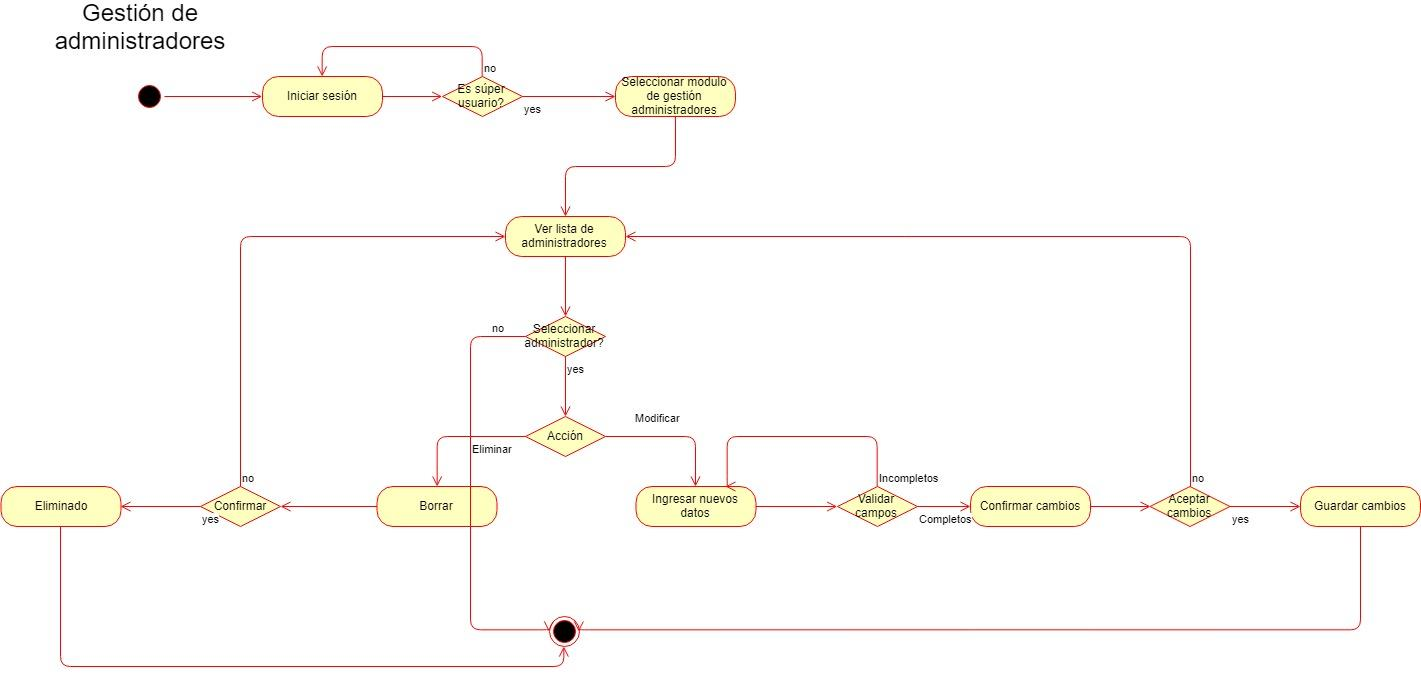 Gestión de
administradores
no
Iniciar sesión
Es súper
usuario?
yes
Seleccionar modulo
de gestión
administradores
Ver lista de
administradores
no
Seleccionar
administrador?
yes
Modificar
Acción
Eliminar
no
Incompletos
no
Eliminado
Confirmar
yes
Borrar
Ingresar nuevos
datos
Validar
campos
Completos
Confirmar cambios
Aceptar
cambios
yes
Guardar cambios